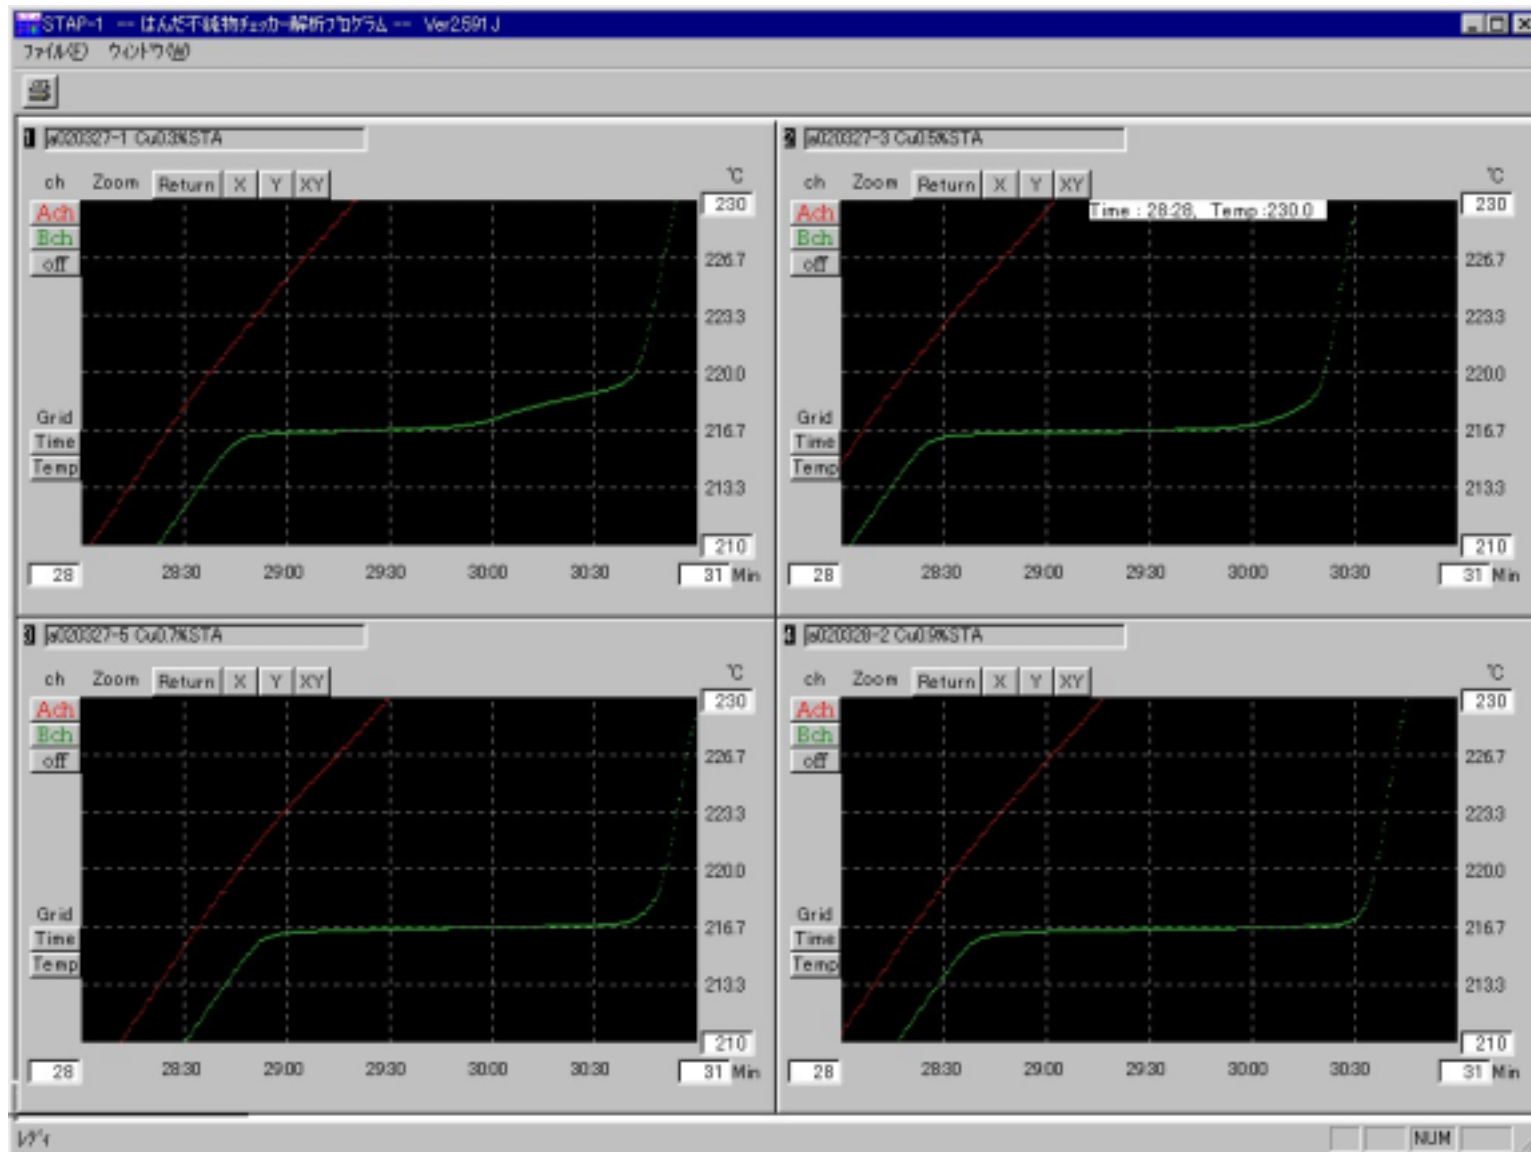 STAP-1 -- はんだ不純物チェッカー解析プログラム -- Ver2.591J
ファイル(F) ウィンドウ(W)
1 a020327-1 Cu0.3%STA
ch Zoom Return X Y XY ℃
Ach
Bch
off
Grid
Time
Temp
230
226.7
223.3
220.0
216.7
213.3
210
28 28:30 29:00 29:30 30:00 30:30 31 Min
2 a020327-3 Cu0.5%STA
ch Zoom Return X Y XY ℃
Time : 28:28, Temp :230.0
Ach
Bch
off
Grid
Time
Temp
230
226.7
223.3
220.0
216.7
213.3
210
28 28:30 29:00 29:30 30:00 30:30 31 Min
3 a020327-5 Cu0.7%STA
ch Zoom Return X Y XY ℃
Ach
Bch
off
Grid
Time
Temp
230
226.7
223.3
220.0
216.7
213.3
210
28 28:30 29:00 29:30 30:00 30:30 31 Min
4 a020328-2 Cu0.9%STA
ch Zoom Return X Y XY ℃
Ach
Bch
off
Grid
Time
Temp
230
226.7
223.3
220.0
216.7
213.3
210
28 28:30 29:00 29:30 30:00 30:30 31 Min
レディ NUM